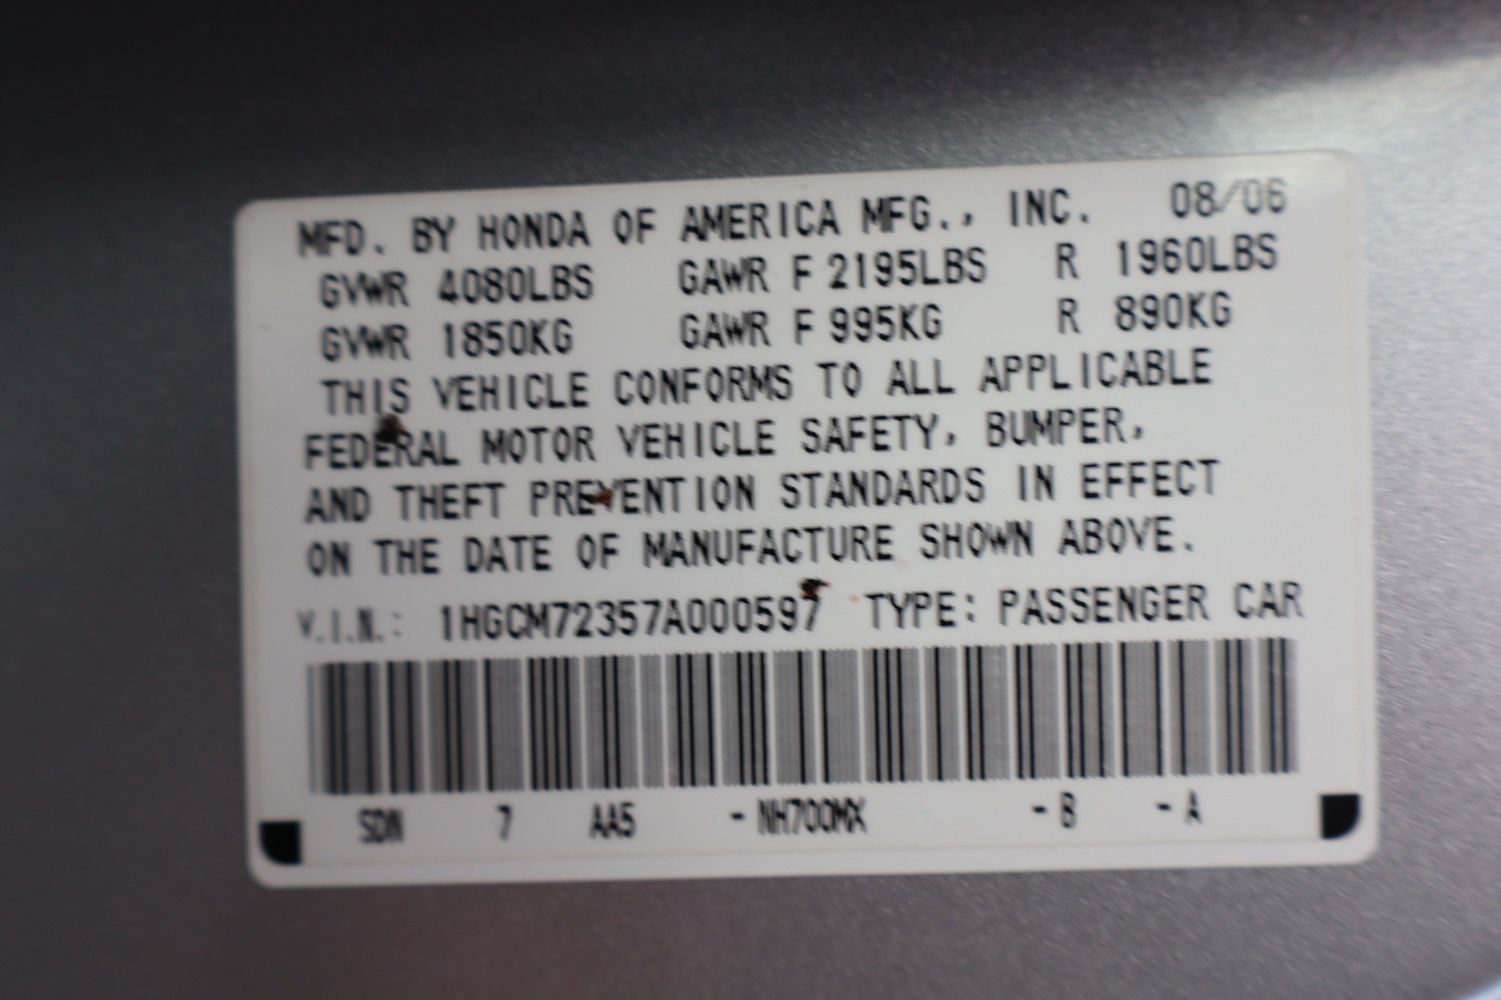 MFD. BY HONDA OF AMERICA MFG., INC. 08/06
GVWR 4080LBS GAWR F 2195LBS R 1960LBS
GVWR 1850KG GAWR F 995KG R 890KG
THIS VEHICLE CONFORMS TO ALL APPLICABLE
FEDERAL MOTOR VEHICLE SAFETY, BUMPER,
AND THEFT PREVENTION STANDARDS IN EFFECT
ON THE DATE OF MANUFACTURE SHOWN ABOVE.
V.I.N.: 1HGCM72357A000597 TYPE: PASSENGER CAR
SDN 7 AA5 - NH700MX - B - A